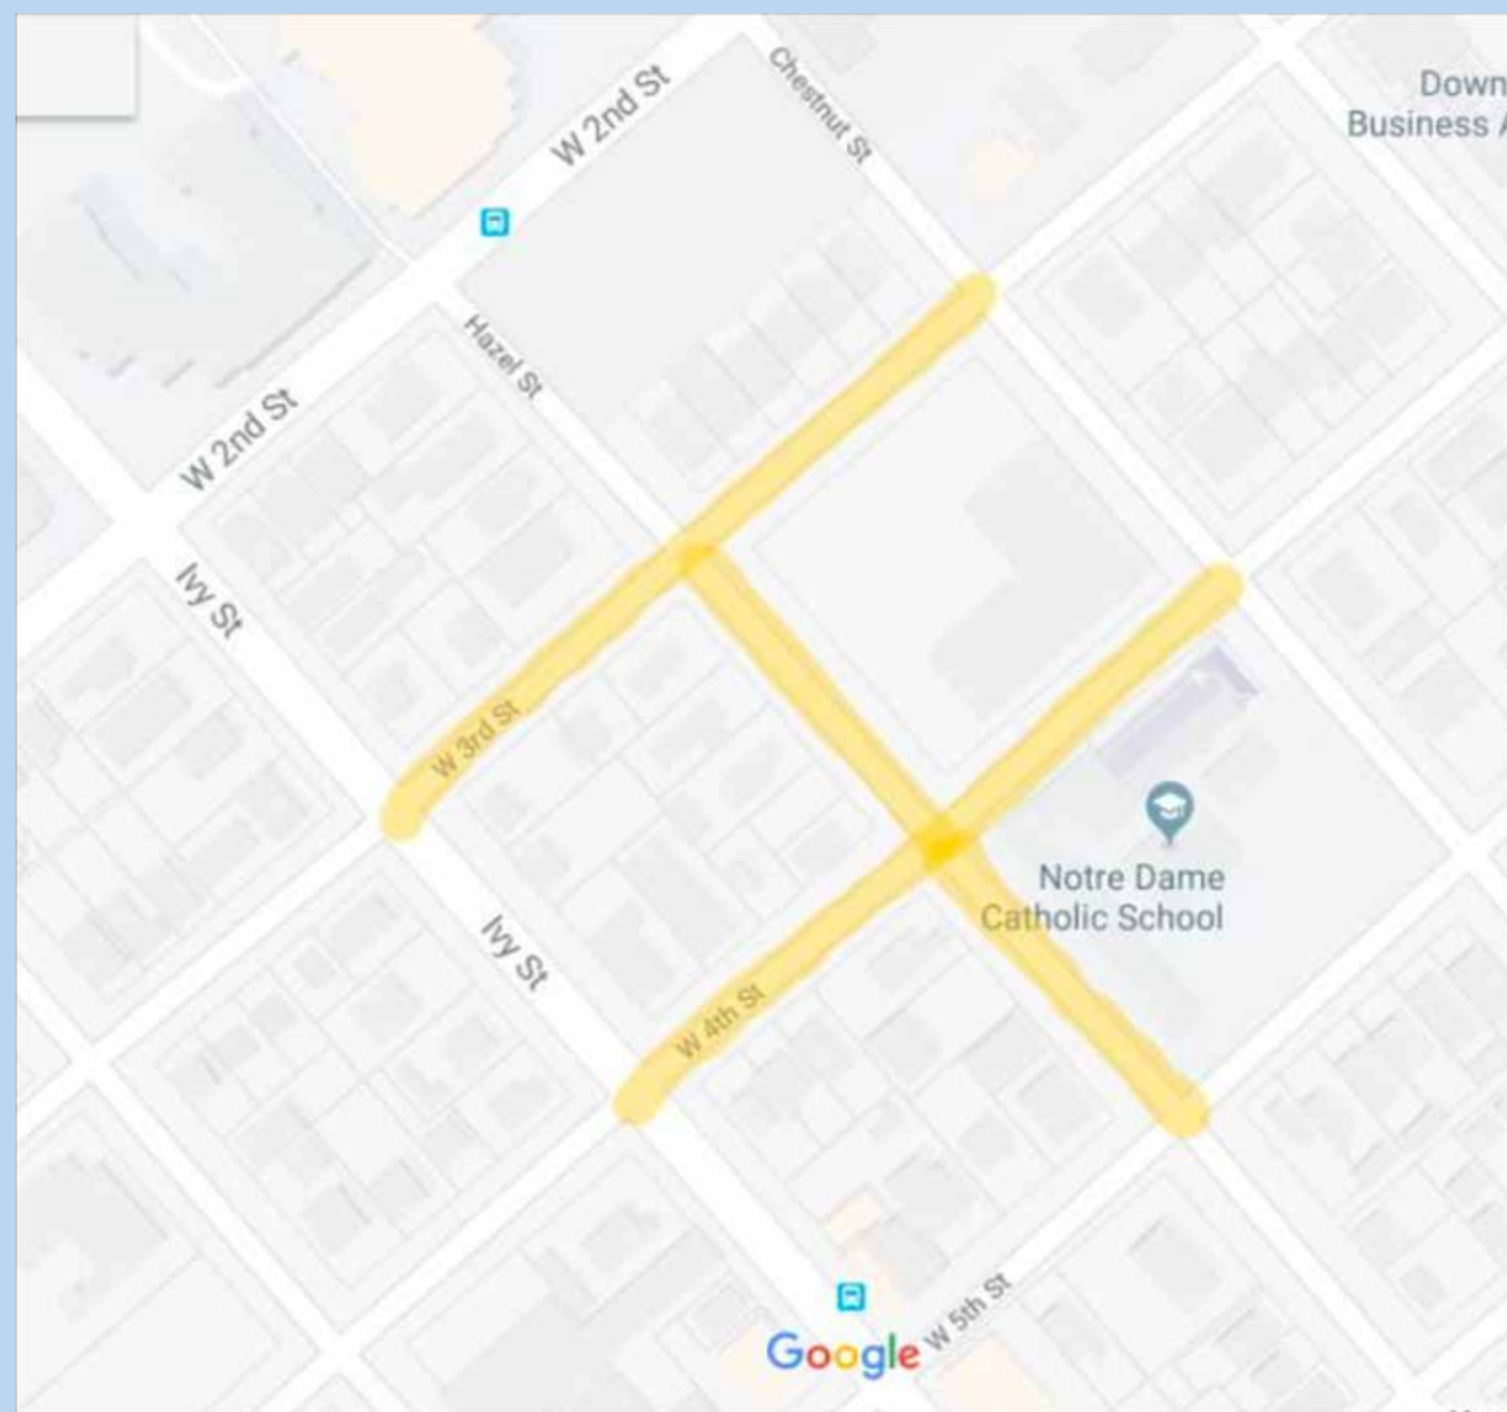 Down
Business A
Chestnut St
W 2nd St
Hazel St
W 2nd St
Ivy St
W 3rd St
Notre Dame
Catholic School
Ivy St
W 4th St
W 5th St
Google